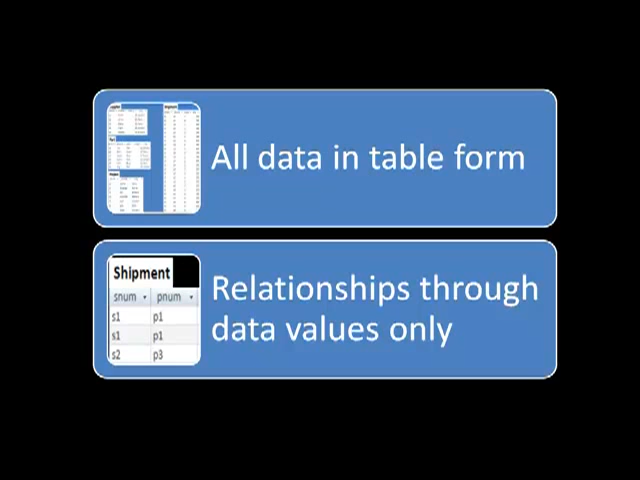 All data in table form
Shipment
snum pnum
s1 p1
s1 p1
s2 p3
Relationships through
data values only